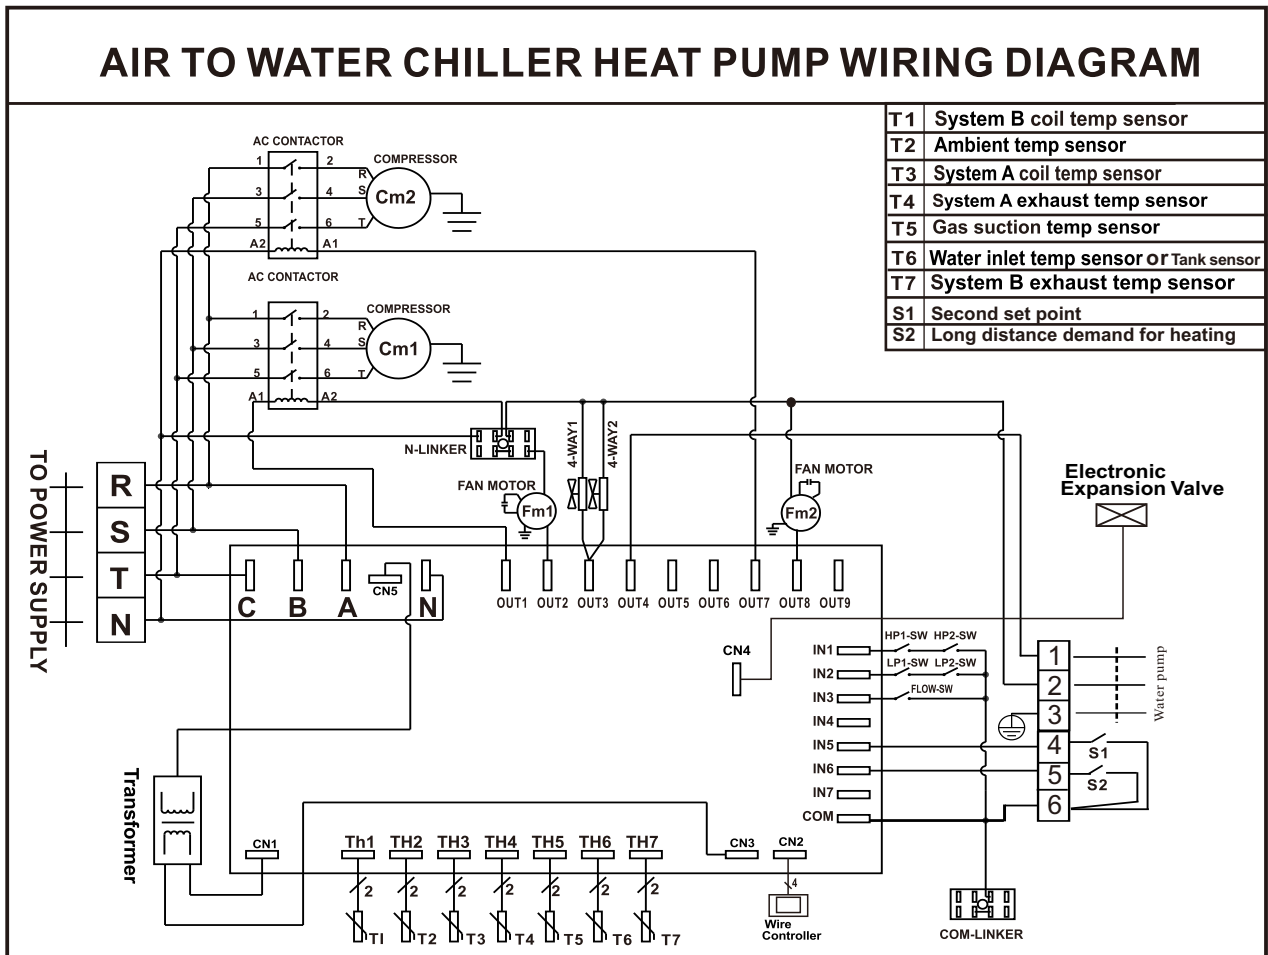 AIR TO WATER CHILLER HEAT PUMP WIRING DIAGRAM
T1 System B coil temp sensor
T2 Ambient temp sensor
T3 System A coil temp sensor
T4 System A exhaust temp sensor
T5 Gas suction temp sensor
T6 Water inlet temp sensor or Tank sensor
T7 System B exhaust temp sensor
S1 Second set point
S2 Long distance demand for heating
AC CONTACTOR
COMPRESSOR
1 2 R
3 4 S
Cm2
5 6 T
A2 A1
AC CONTACTOR
COMPRESSOR
1 2 R
3 4 S
Cm1
5 6 T
A1 A2
N-LINKER
4-WAY1
4-WAY2
FAN MOTOR
Fm1
FAN MOTOR
Fm2
Electronic
Expansion Valve
TO POWER SUPPLY
R
S
T
N
C B A CN5 N
OUT1 OUT2 OUT3 OUT4 OUT5 OUT6 OUT7 OUT8 OUT9
CN4
HP1-SW HP2-SW
IN1
LP1-SW LP2-SW
IN2
FLOW-SW
IN3
IN4
IN5
IN6
IN7
COM
1
2
3
4
5
6
S1
S2
Water pump
Transformer
CN1
Th1 TH2 TH3 TH4 TH5 TH6 TH7
CN3 CN2
2 2 2 2 2 2 2
4
TI T2 T3 T4 T5 T6 T7
Wire
Controller
COM-LINKER